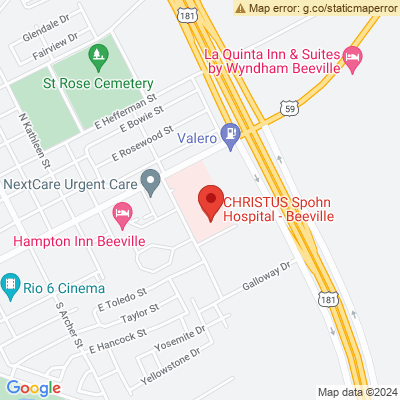 Map error: g.co/staticmaperror
Glendale Dr
Fairview Dr
181
La Quinta Inn & Suites
by Wyndham Beeville
St Rose Cemetery
E Hefferman St
59
E Bowie St
N Kathleen St
E Rosewood St
Valero
NextCare Urgent Care
CHRISTUS Spohn
Hospital - Beeville
Hampton Inn Beeville
Rio 6 Cinema
Galloway Dr
E Toledo St
181
S Archer St
Taylor St
E Hancock St
Yosemite Dr
Yellowstone Dr
Google
Map data ©2024